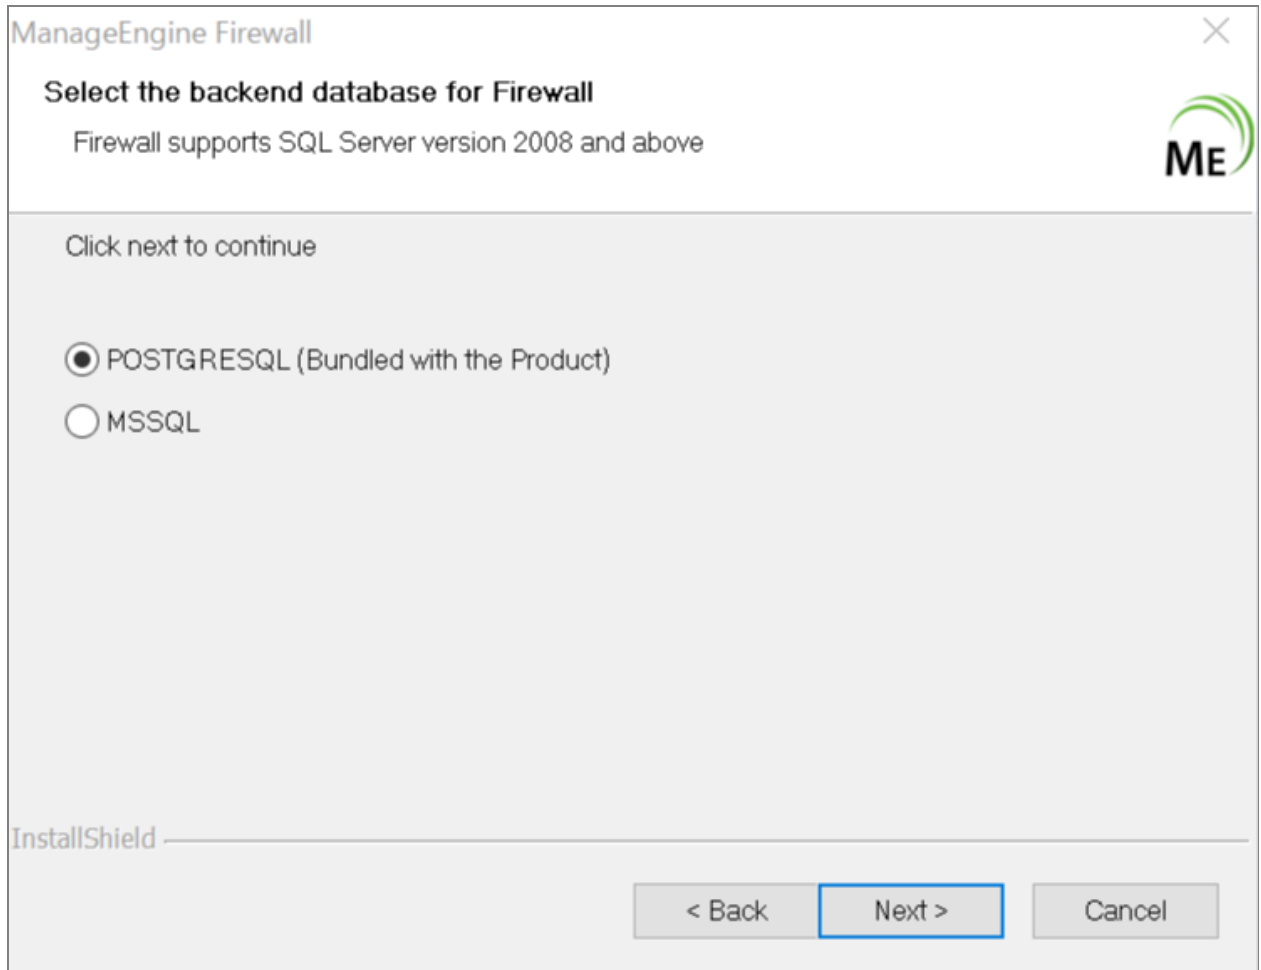 ManageEngine Firewall
Select the backend database for Firewall
Firewall supports SQL Server version 2008 and above
ME
Click next to continue
POSTGRESQL (Bundled with the Product)
MSSQL
InstallShield
< Back
Next >
Cancel